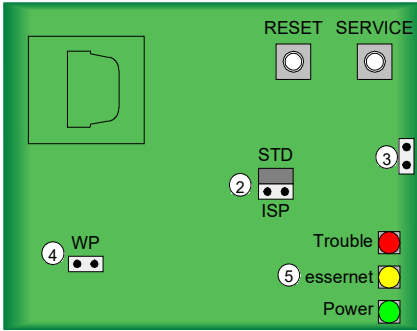 RESET SERVICE
STD
3
2
ISP
WP
4
Trouble
5 essernet
Power